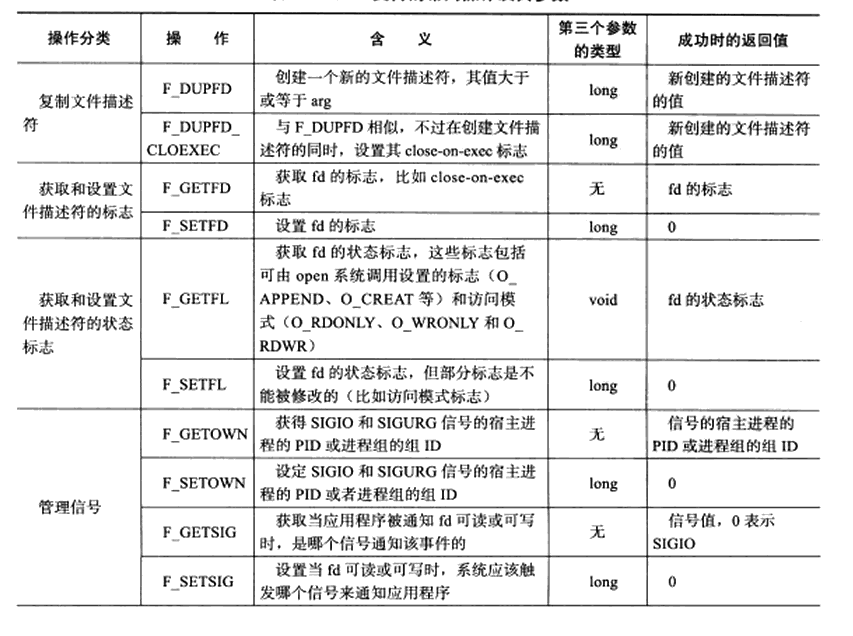 操作分类 操 作 含 义 第三个参数的类型 成功时的返回值
复制文件描述符
F_DUPFD
创建一个新的文件描述符，其值大于
或等于 arg
long
新创建的文件描述符
的值
F_DUPFD_
CLOEXEC
与 F_DUPFD 相似，不过在创建文件描
述符的同时，设置其 close-on-exec 标志
long
新创建的文件描述符
的值
获取和设置文
件描述符的标志
F_GETFD
获取 fd 的标志，比如 close-on-exec
标志
无
fd 的标志
F_SETFD
设置 fd 的标志
long
0
获取和设置文
件描述符的状态
标志
F_GETFL
获取 fd 的状态标志，这些标志包括
可由 open 系统调用设置的标志（O_
APPEND、O_CREAT 等）和访问模
式（O_RDONLY、O_WRONLY 和 O_
RDWR）
void
fd 的状态标志
F_SETFL
设置 fd 的状态标志，但部分标志是不
能被修改的（比如访问模式标志）
long
0
管理信号
F_GETOWN
获得 SIGIO 和 SIGURG 信号的宿主进
程的 PID 或进程组的组 ID
无
信号的宿主进程的
PID 或进程组的组 ID
F_SETOWN
设定 SIGIO 和 SIGURG 信号的宿主进
程的 PID 或者进程组的组 ID
long
0
F_GETSIG
获取当应用程序被通知 fd 可读或可写
时，是哪个信号通知该事件的
无
信号值，0 表示
SIGIO
F_SETSIG
设置当 fd 可读或可写时，系统应该触
发哪个信号来通知应用程序
long
0